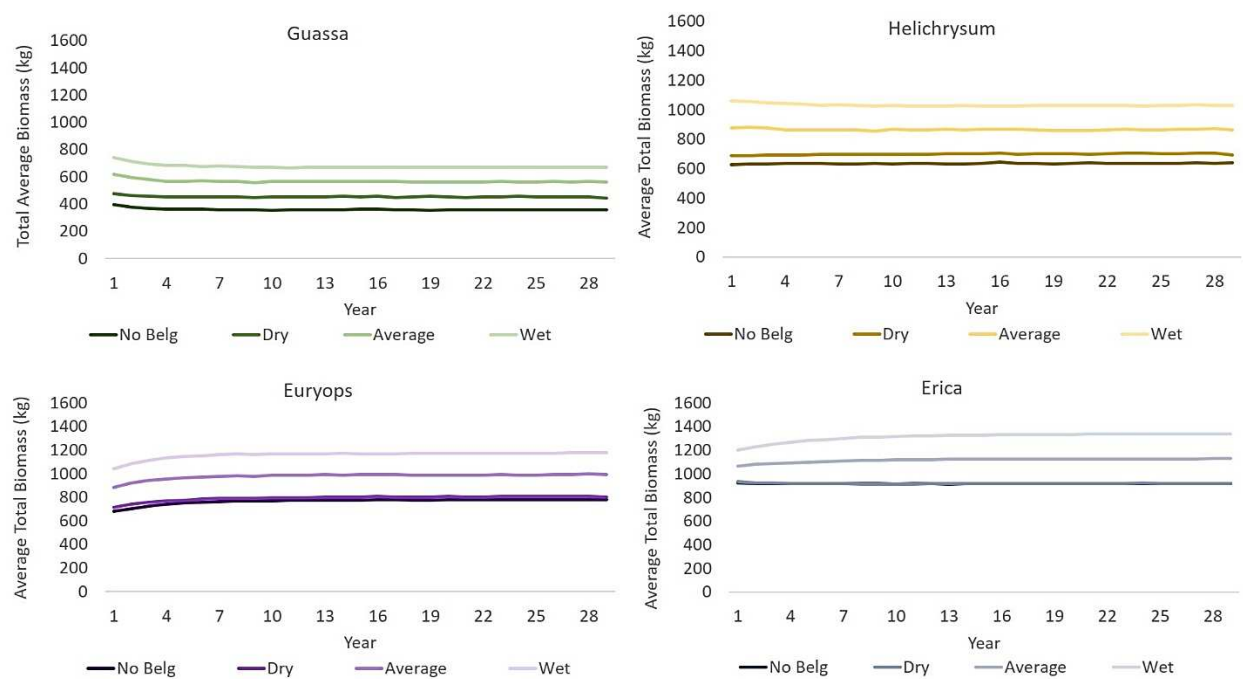 Guassa
Total Average Biomass (kg)
1600
1400
1200
1000
800
600
400
200
0
1 4 7 10 13 16 19 22 25 28
Year
No Belg Dry Average Wet
Helichrysum
Average Total Biomass (kg)
1600
1400
1200
1000
800
600
400
200
0
1 4 7 10 13 16 19 22 25 28
Year
No Belg Dry Average Wet
Euryops
Average Total Biomass (kg)
1600
1400
1200
1000
800
600
400
200
0
1 4 7 10 13 16 19 22 25 28
Year
No Belg Dry Average Wet
Erica
Average Total Biomass (kg)
1600
1400
1200
1000
800
600
400
200
0
1 4 7 10 13 16 19 22 25 28
Year
No Belg Dry Average Wet